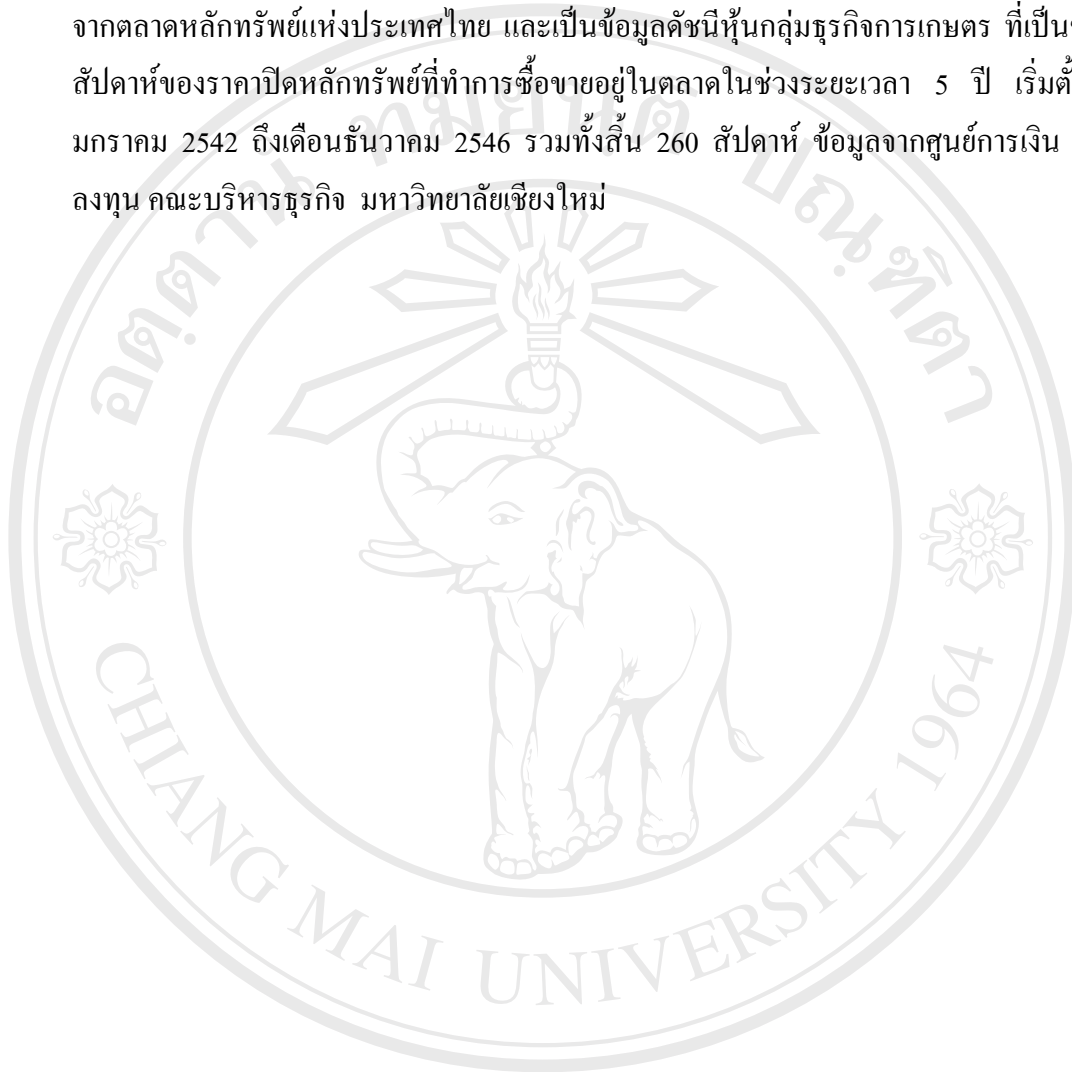 จากตลาดหลักทรัพย์แห่งประเทศไทย และเป็นข้อมูลดัชนีหุ้นกลุ่มธุรกิจการเกษตร ที่เป็น
สัปดาห์ของราคาปิดหลักทรัพย์ที่ทำการซื้อขายอยู่ในตลาดในช่วงระยะเวลา 5 ปี
มกราคม 2542 ถึงเดือนธันวาคม 2546 รวมทั้งสิ้น 260 สัปดาห์ ข้อมูลจากศูนย์การเงิน
ลงทุน คณะบริหารธุรกิจ มหาวิทยาลัยเชียงใหม่
CHIANG MAI UNIVERSITY 1964